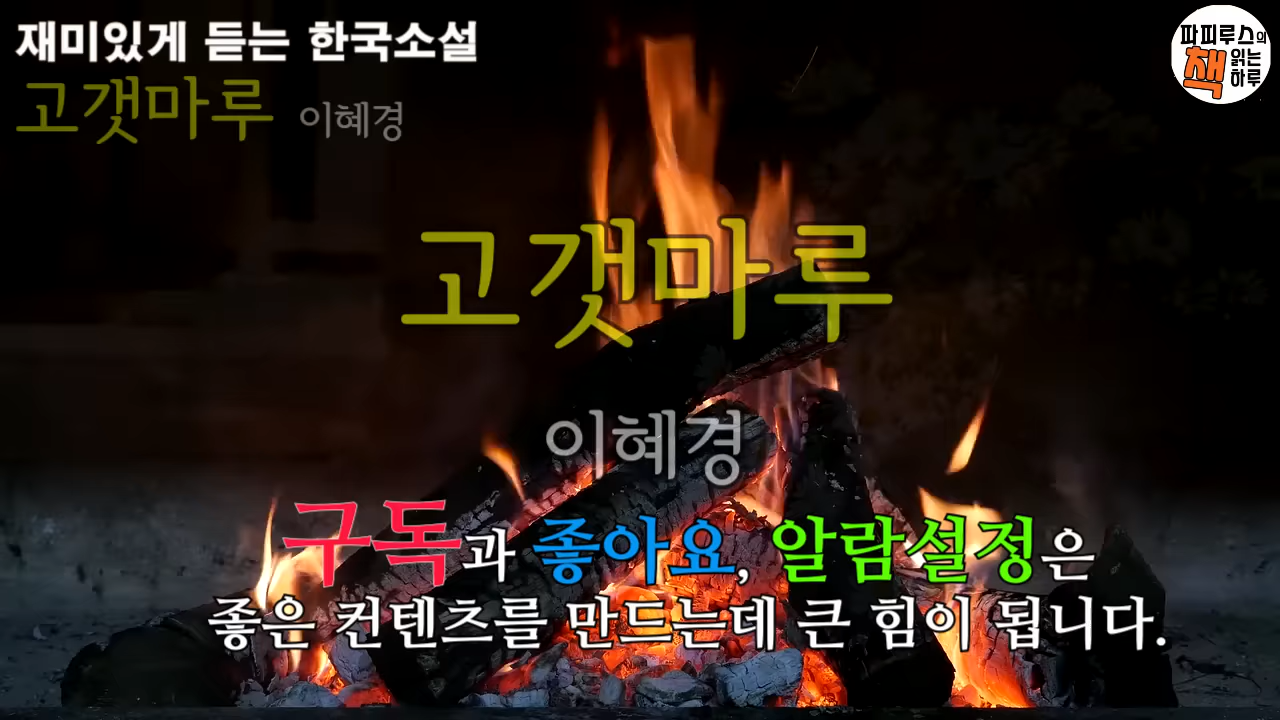 재미있게 듣는 한국소설
고갯마루 이혜경
파피루스의
책 읽는
하루
고갯마루
이혜경
구독과 좋아요, 알람설정은
좋은 컨텐츠를 만드는데 큰 힘이 됩니다.